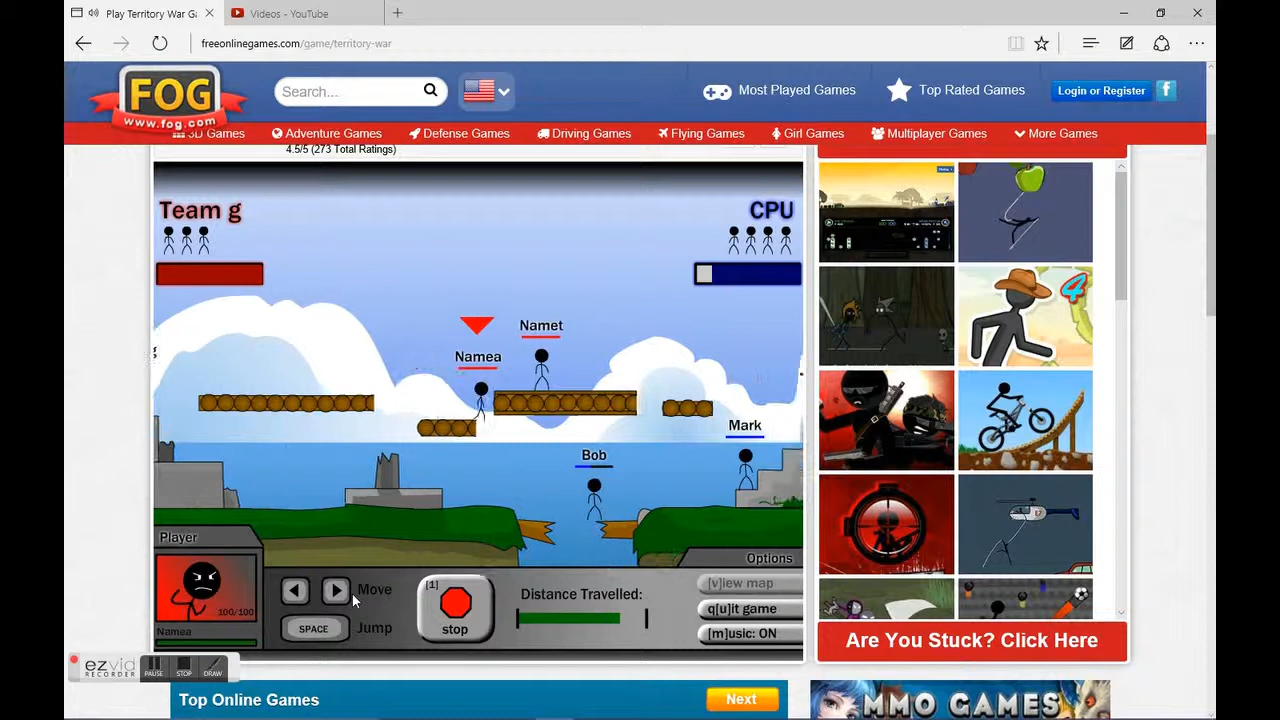 Play Territory War Ga
Videos - YouTube
freeonlinegames.com/game/territory-war
FOG
www.fog.com
Search...
Most Played Games
Top Rated Games
Login or Register
f
3D Games
Adventure Games
Defense Games
Driving Games
Flying Games
Girl Games
Multiplayer Games
More Games
4.5/5 (273 Total Ratings)
Team g
CPU
Namet
Namea
Mark
Bob
4
Player
100/100
Namea
Move
SPACE
Jump
[1]
stop
Distance Travelled:
Options
[v]iew map
q[u]it game
[m]usic: ON
Are You Stuck? Click Here
ezvid
RECORDER
PAUSE
STOP
DRAW
Top Online Games
Next
MMO GAMES